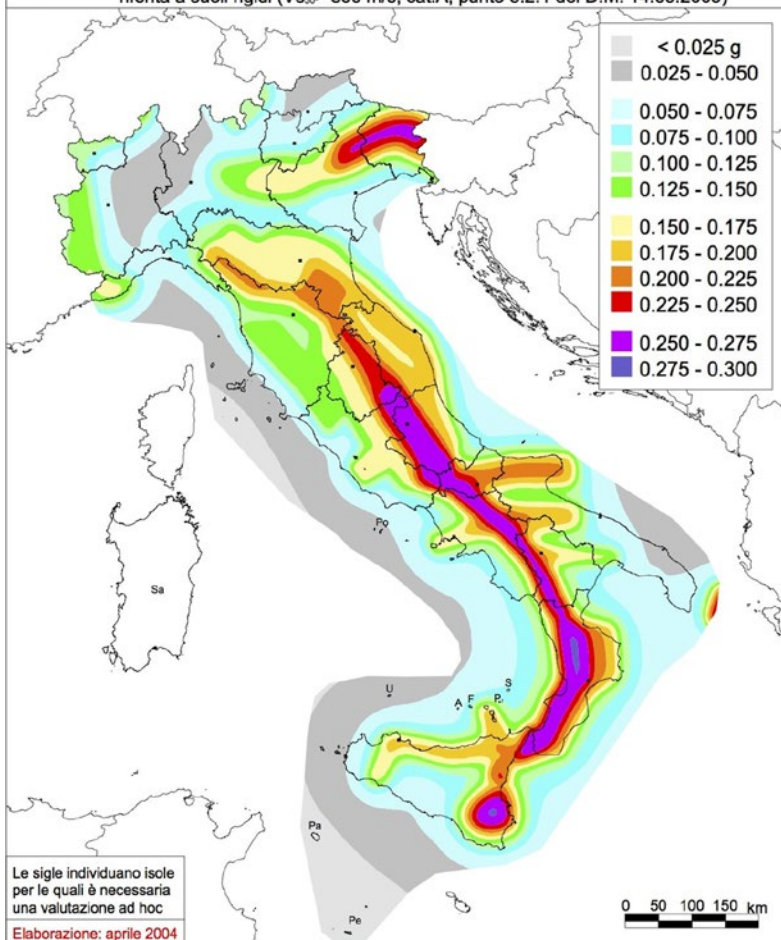 riferita a suoli rigidi
< 0.025 g
0.025 - 0.050
0.050 - 0.075
0.075 - 0.100
0.100 - 0.125
0.125 - 0.150
0.150 - 0.175
0.175 - 0.200
0.200 - 0.225
0.225 - 0.250
0.250 - 0.275
0.275 - 0.300
Po
Sa
U
A
F
P
S
Pa
Pe
Le sigle individuano isole
per le quali è necessaria
una valutazione ad hoc
Elaborazione: aprile 2004
0 50 100 150 km